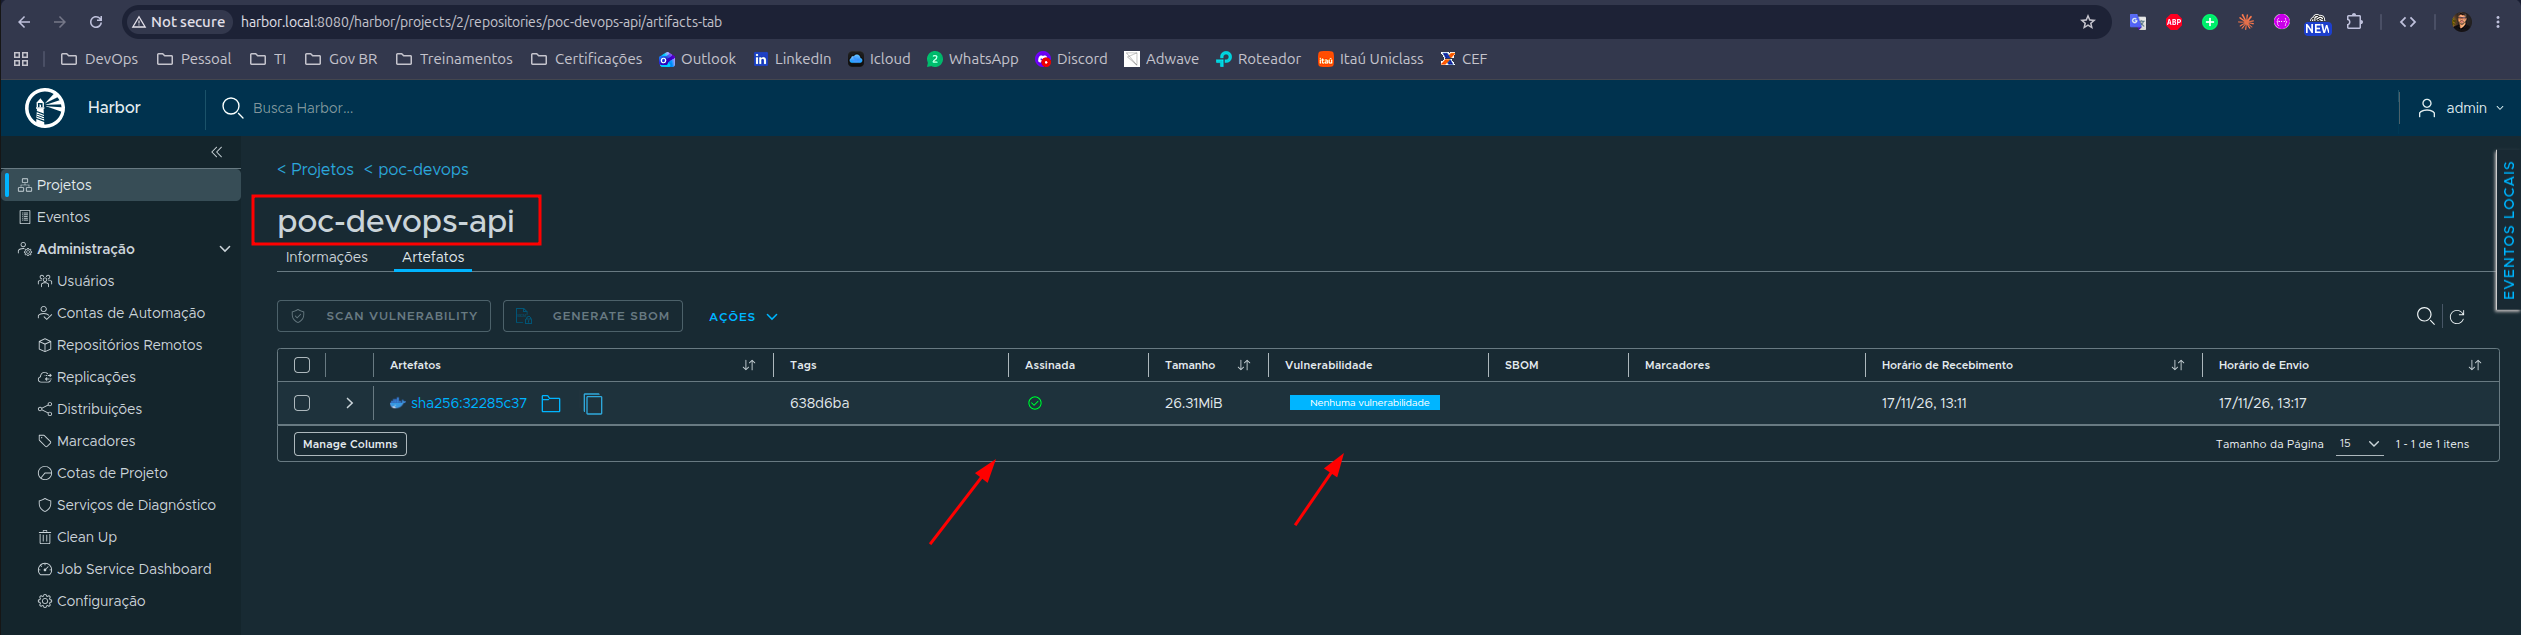 Not secure harbor.local:8080/harbor/projects/2/repositories/poc-devops-api/artifacts-tab
ABP
NEW
DevOps Pessoal TI Gov BR Treinamentos Certificações Outlook LinkedIn Icloud 2 WhatsApp Discord Adwave Roteador itaú Itaú Uniclass CEF
Harbor
Busca Harbor...
admin
Projetos
Eventos
Administração
Usuários
Contas de Automação
Repositórios Remotos
Replicações
Distribuições
Marcadores
Cotas de Projeto
Serviços de Diagnóstico
Clean Up
Job Service Dashboard
Configuração
< Projetos < poc-devops
poc-devops-api
Informações Artefatos
SCAN VULNERABILITY GENERATE SBOM AÇÕES
Artefatos Tags Assinada Tamanho Vulnerabilidade SBOM Marcadores Horário de Recebimento Horário de Envio
sha256:32285c37 638d6ba 26.31MiB Nenhuma vulnerabilidade 17/11/26, 13:11 17/11/26, 13:17
Manage Columns Tamanho da Página 15 1 - 1 de 1 itens
EVENTOS LOCAIS